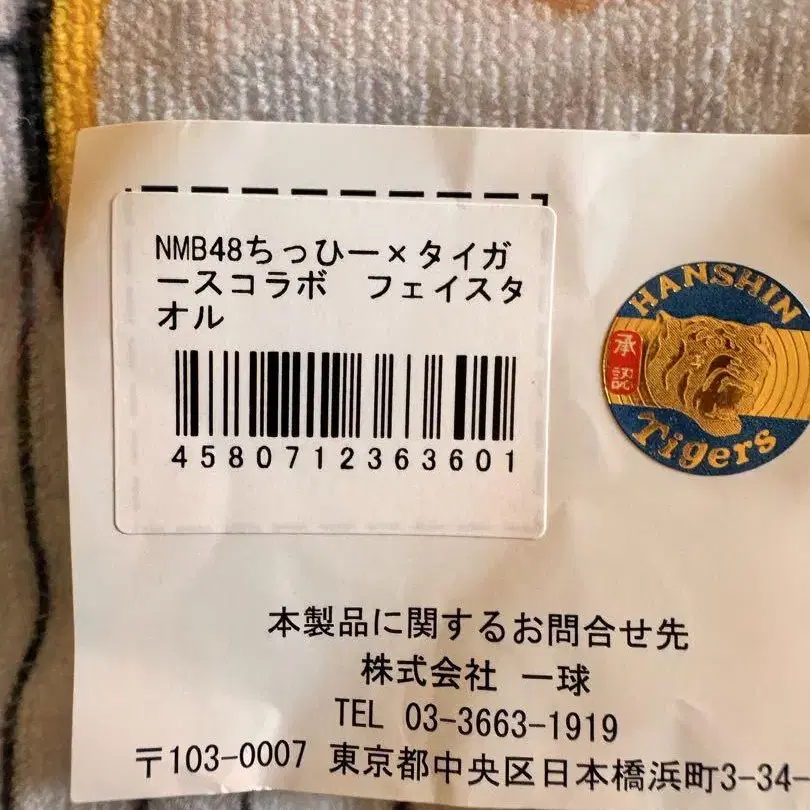 NMB48ちっひー×タイガ
ースコラボ　フェイスタ
オル
4580712363601
HANSHIN
承認
Tigers
本製品に関するお問合せ先
株式会社 一球
TEL 03-3663-1919
〒103-0007 東京都中央区日本橋浜町3-34-